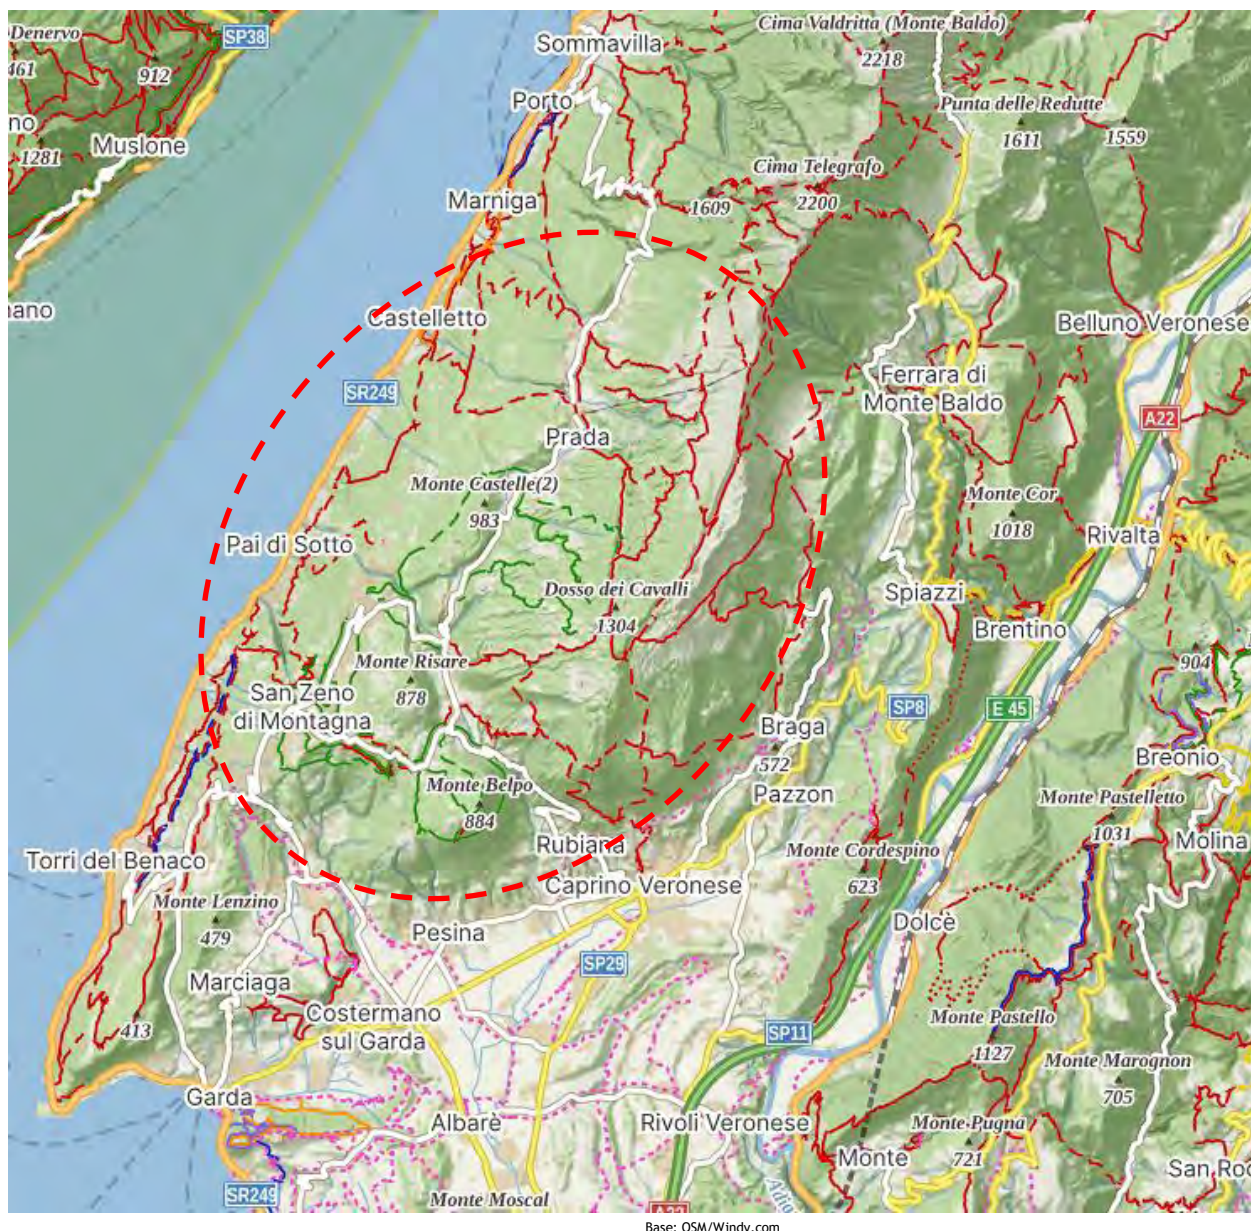 Denervo
461
912
SP38
Sommavilla
Cima Valdritta (Monte Baldo)
2218
Porto
Punta delle Redutte
1611
1559
no
1281
Muslone
Cima Telegrafo
2200
1609
Marniga
nano
Castelletto
Belluno Veronese
SR249
Ferrara di
Monte Baldo
A22
Prada
Monte Castelle(2)
983
Monte Cor
1018
Rivalta
Pai di Sotto
Dosso dei Cavalli
1304
Spiazzi
Brentino
Monte Risare
878
904
San Zeno
di Montagna
SP8
E 45
Braga
572
Breonio
Monte Belpo
884
Pazzon
Monte Pastelletto
1031
Molina
Rubiana
Torri del Benaco
Monte Cordespino
623
Caprino Veronese
Monte Lenzino
479
Dolcè
Pesina
SP29
Marciaga
Costermano
sul Garda
413
Monte Pastello
1127
SP11
Monte Marognon
705
Garda
Albarè
Rivoli Veronese
Monte Pugna
721
Monte
San Roc
SR249
Monte Moscal
A22
Adig
Base: OSM/Windy.com